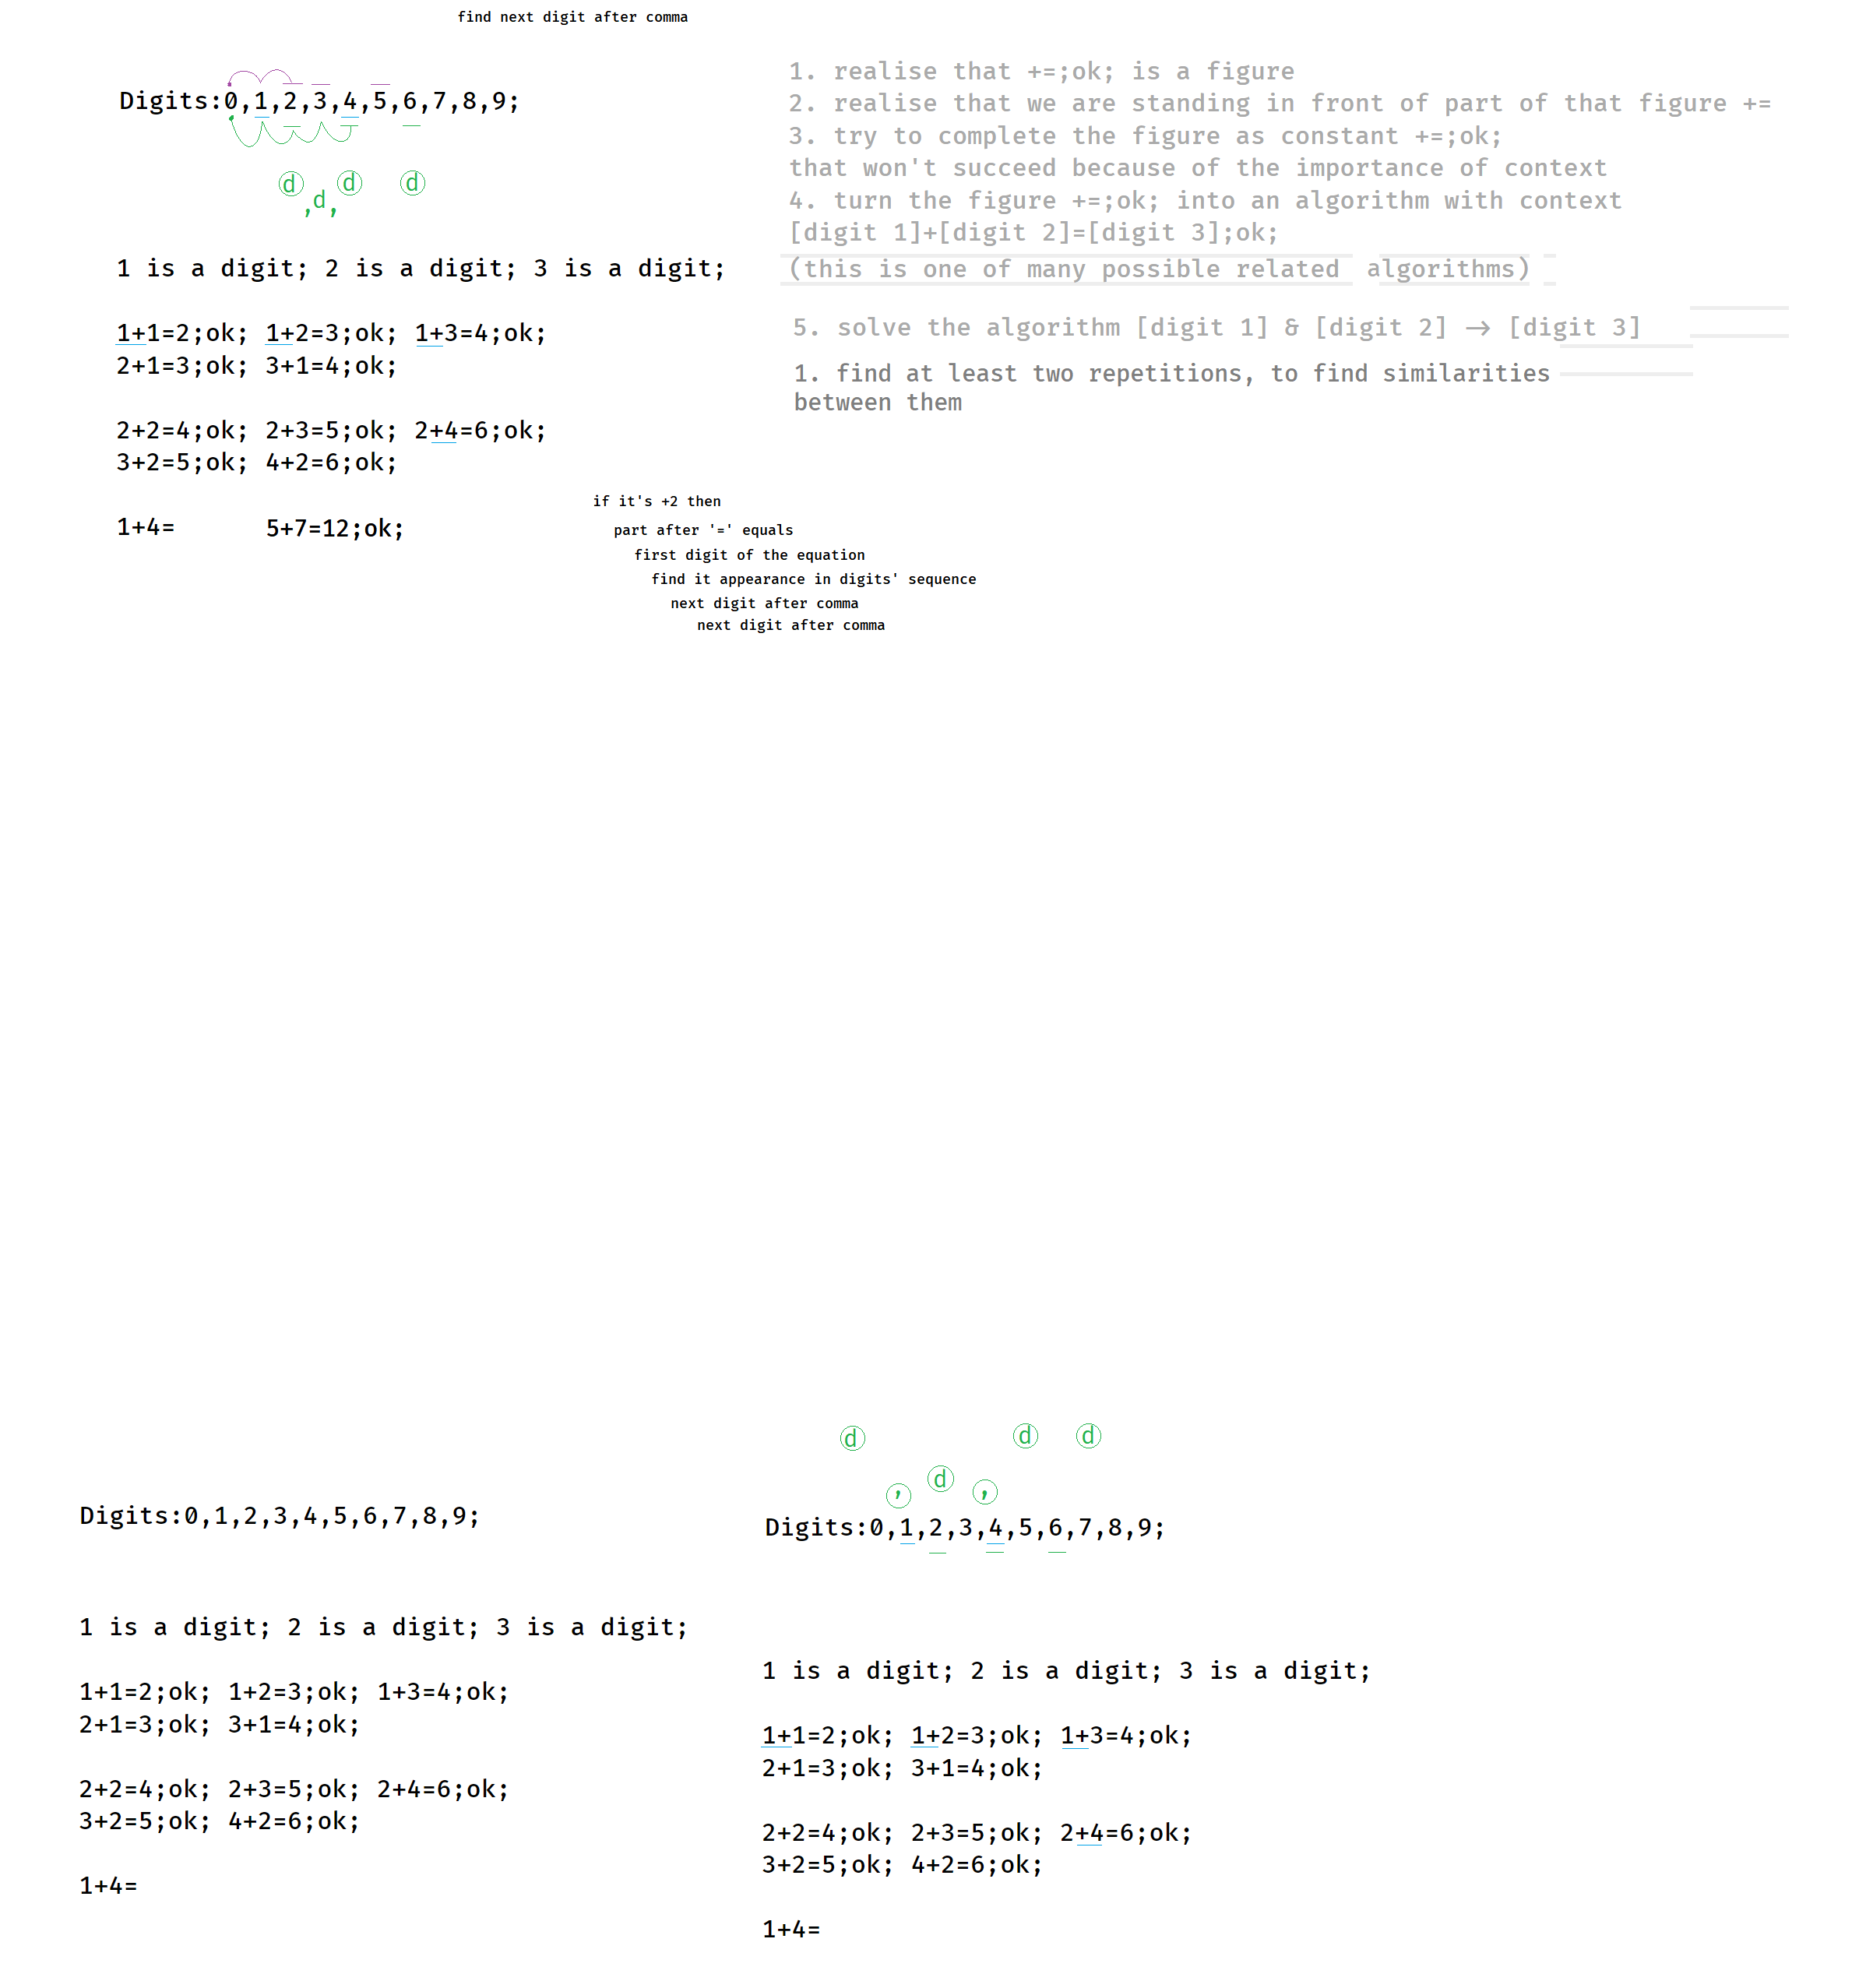 find next digit after comma
Digits:0,1,2,3,4,5,6,7,8,9;
d d d
,d,
1 is a digit; 2 is a digit; 3 is a digit;
1+1=2;ok; 1+2=3;ok; 1+3=4;ok;
2+1=3;ok; 3+1=4;ok;
2+2=4;ok; 2+3=5;ok; 2+4=6;ok;
3+2=5;ok; 4+2=6;ok;
1+4= 5+7=12;ok;
1. realise that +=;ok; is a figure
2. realise that we are standing in front of part of that figure +=
3. try to complete the figure as constant +=;ok;
that won't succeed because of the importance of context
4. turn the figure +=;ok; into an algorithm with context
[digit 1]+[digit 2]=[digit 3];ok;
(this is one of many possible related algorithms)
5. solve the algorithm [digit 1] & [digit 2] → [digit 3]
1. find at least two repetitions, to find similarities
between them
if it's +2 then
part after '=' equals
first digit of the equation
find it appearance in digits' sequence
next digit after comma
next digit after comma
Digits:0,1,2,3,4,5,6,7,8,9;
1 is a digit; 2 is a digit; 3 is a digit;
1+1=2;ok; 1+2=3;ok; 1+3=4;ok;
2+1=3;ok; 3+1=4;ok;
2+2=4;ok; 2+3=5;ok; 2+4=6;ok;
3+2=5;ok; 4+2=6;ok;
1+4=
d d d
, d ,
Digits:0,1,2,3,4,5,6,7,8,9;
1 is a digit; 2 is a digit; 3 is a digit;
1+1=2;ok; 1+2=3;ok; 1+3=4;ok;
2+1=3;ok; 3+1=4;ok;
2+2=4;ok; 2+3=5;ok; 2+4=6;ok;
3+2=5;ok; 4+2=6;ok;
1+4=